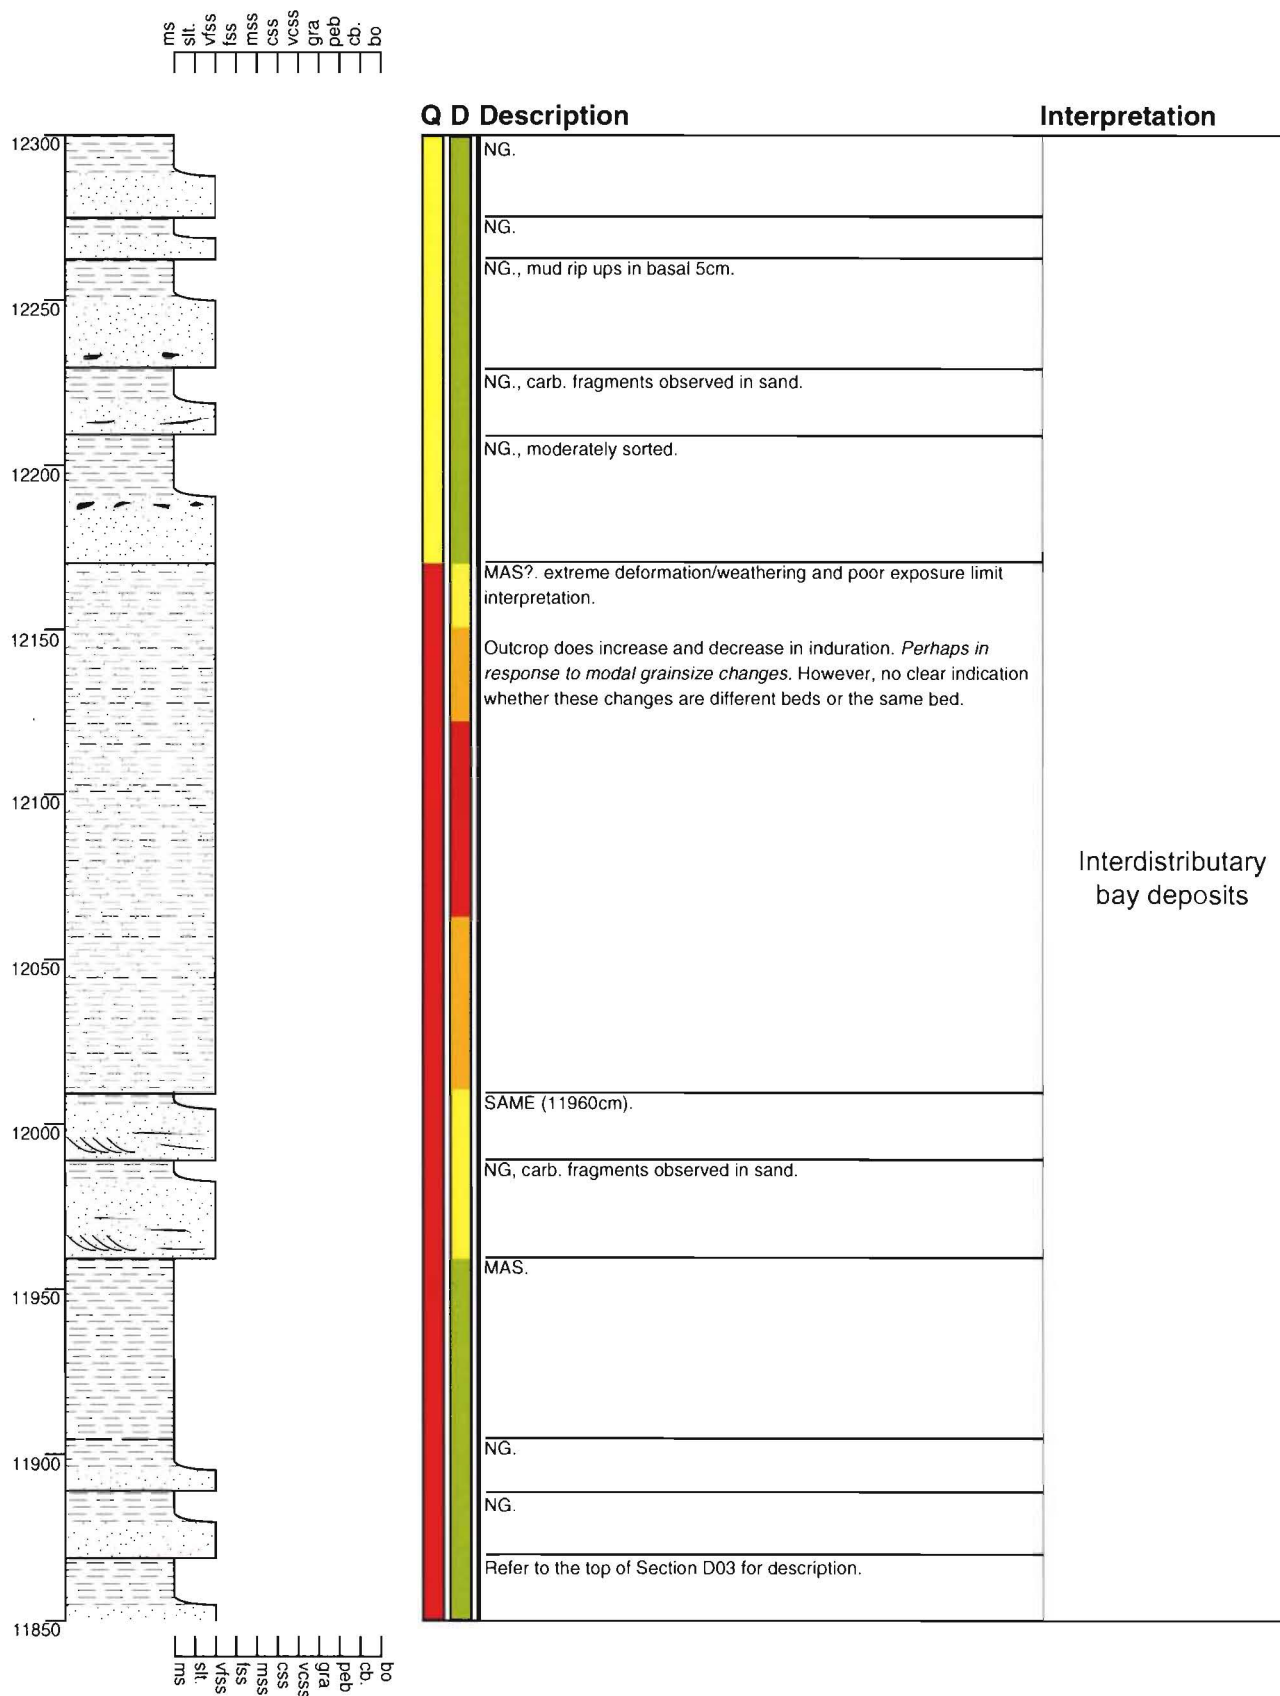 ms slt. vfss fss mss css vcss gra peb cb. bo
Q D Description Interpretation
12300
NG.
NG.
NG., mud rip ups in basal 5cm.
12250
NG., carb. fragments observed in sand.
NG., moderately sorted.
12200
MAS?. extreme deformation/weathering and poor exposure limit
interpretation.
12150
Outcrop does increase and decrease in induration. Perhaps in
response to modal grainsize changes. However, no clear indication
whether these changes are different beds or the same bed.
12100
Interdistributary
bay deposits
12050
SAME (11960cm).
12000
NG, carb. fragments observed in sand.
MAS.
11950
NG.
11900
NG.
Refer to the top of Section D03 for description.
11850
ms slt. vfss fss mss css vcss gra peb cb. bo